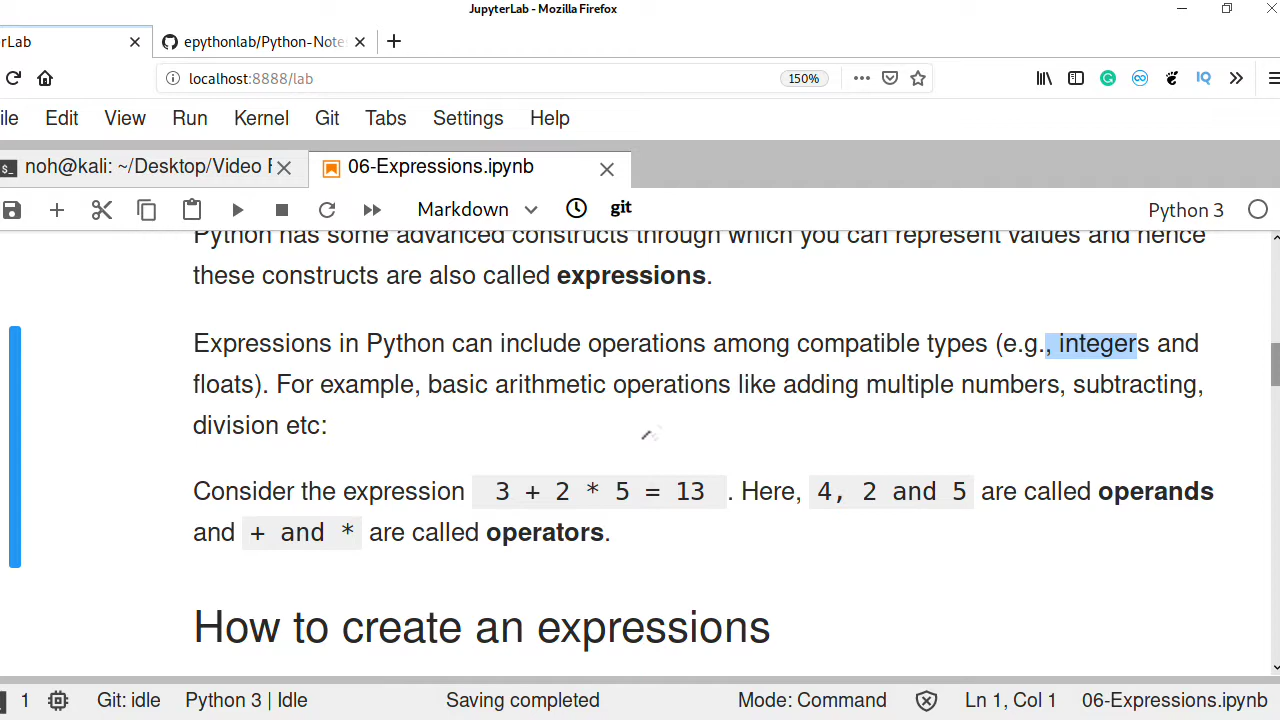 JupyterLab - Mozilla Firefox
rLab
epythonlab/Python-Note
localhost:8888/lab
150%
ile Edit View Run Kernel Git Tabs Settings Help
noh@kali: ~/Desktop/Video F
06-Expressions.ipynb
Markdown
git
Python 3
Python has some advanced constructs through which you can represent values and hence
these constructs are also called expressions.
Expressions in Python can include operations among compatible types (e.g., integers and
floats). For example, basic arithmetic operations like adding multiple numbers, subtracting,
division etc:
Consider the expression 3 + 2 * 5 = 13 . Here, 4, 2 and 5 are called operands
and + and * are called operators.
How to create an expressions
1 Git: idle Python 3 | Idle Saving completed Mode: Command Ln 1, Col 1 06-Expressions.ipynb